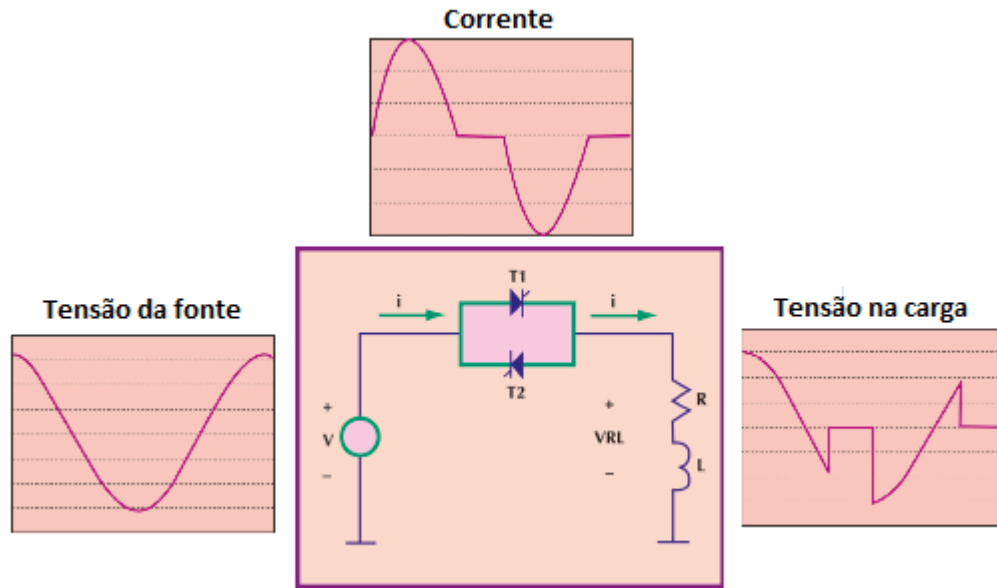 Corrente
Tensão da fonte
Tensão na carga
T1
i
i
T2
+
V
–
+
VRL
–
R
L